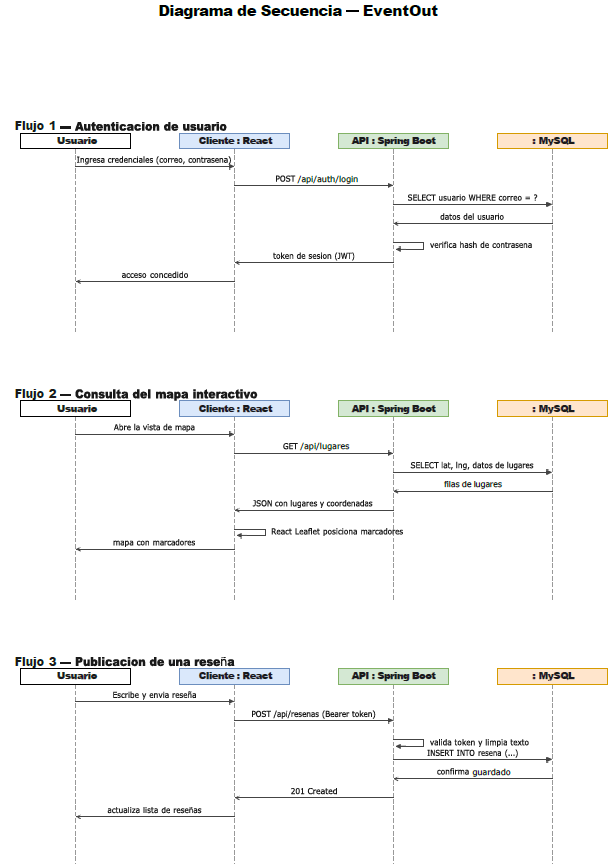 Diagrama de Secuencia — EventOut
Flujo 1 — Autenticacion de usuario
Usuario
Cliente : React
API : Spring Boot
: MySQL
Ingresa credenciales (correo, contrasena)
POST /api/auth/login
SELECT usuario WHERE correo = ?
datos del usuario
verifica hash de contrasena
token de sesion (JWT)
acceso concedido
Flujo 2 — Consulta del mapa interactivo
Usuario
Cliente : React
API : Spring Boot
: MySQL
Abre la vista de mapa
GET /api/lugares
SELECT lat, lng, datos de lugares
filas de lugares
JSON con lugares y coordenadas
React Leaflet posiciona marcadores
mapa con marcadores
Flujo 3 — Publicacion de una reseña
Usuario
Cliente : React
API : Spring Boot
: MySQL
Escribe y envia reseña
POST /api/resenas (Bearer token)
valida token y limpia texto
INSERT INTO resena (...)
confirma guardado
201 Created
actualiza lista de reseñas